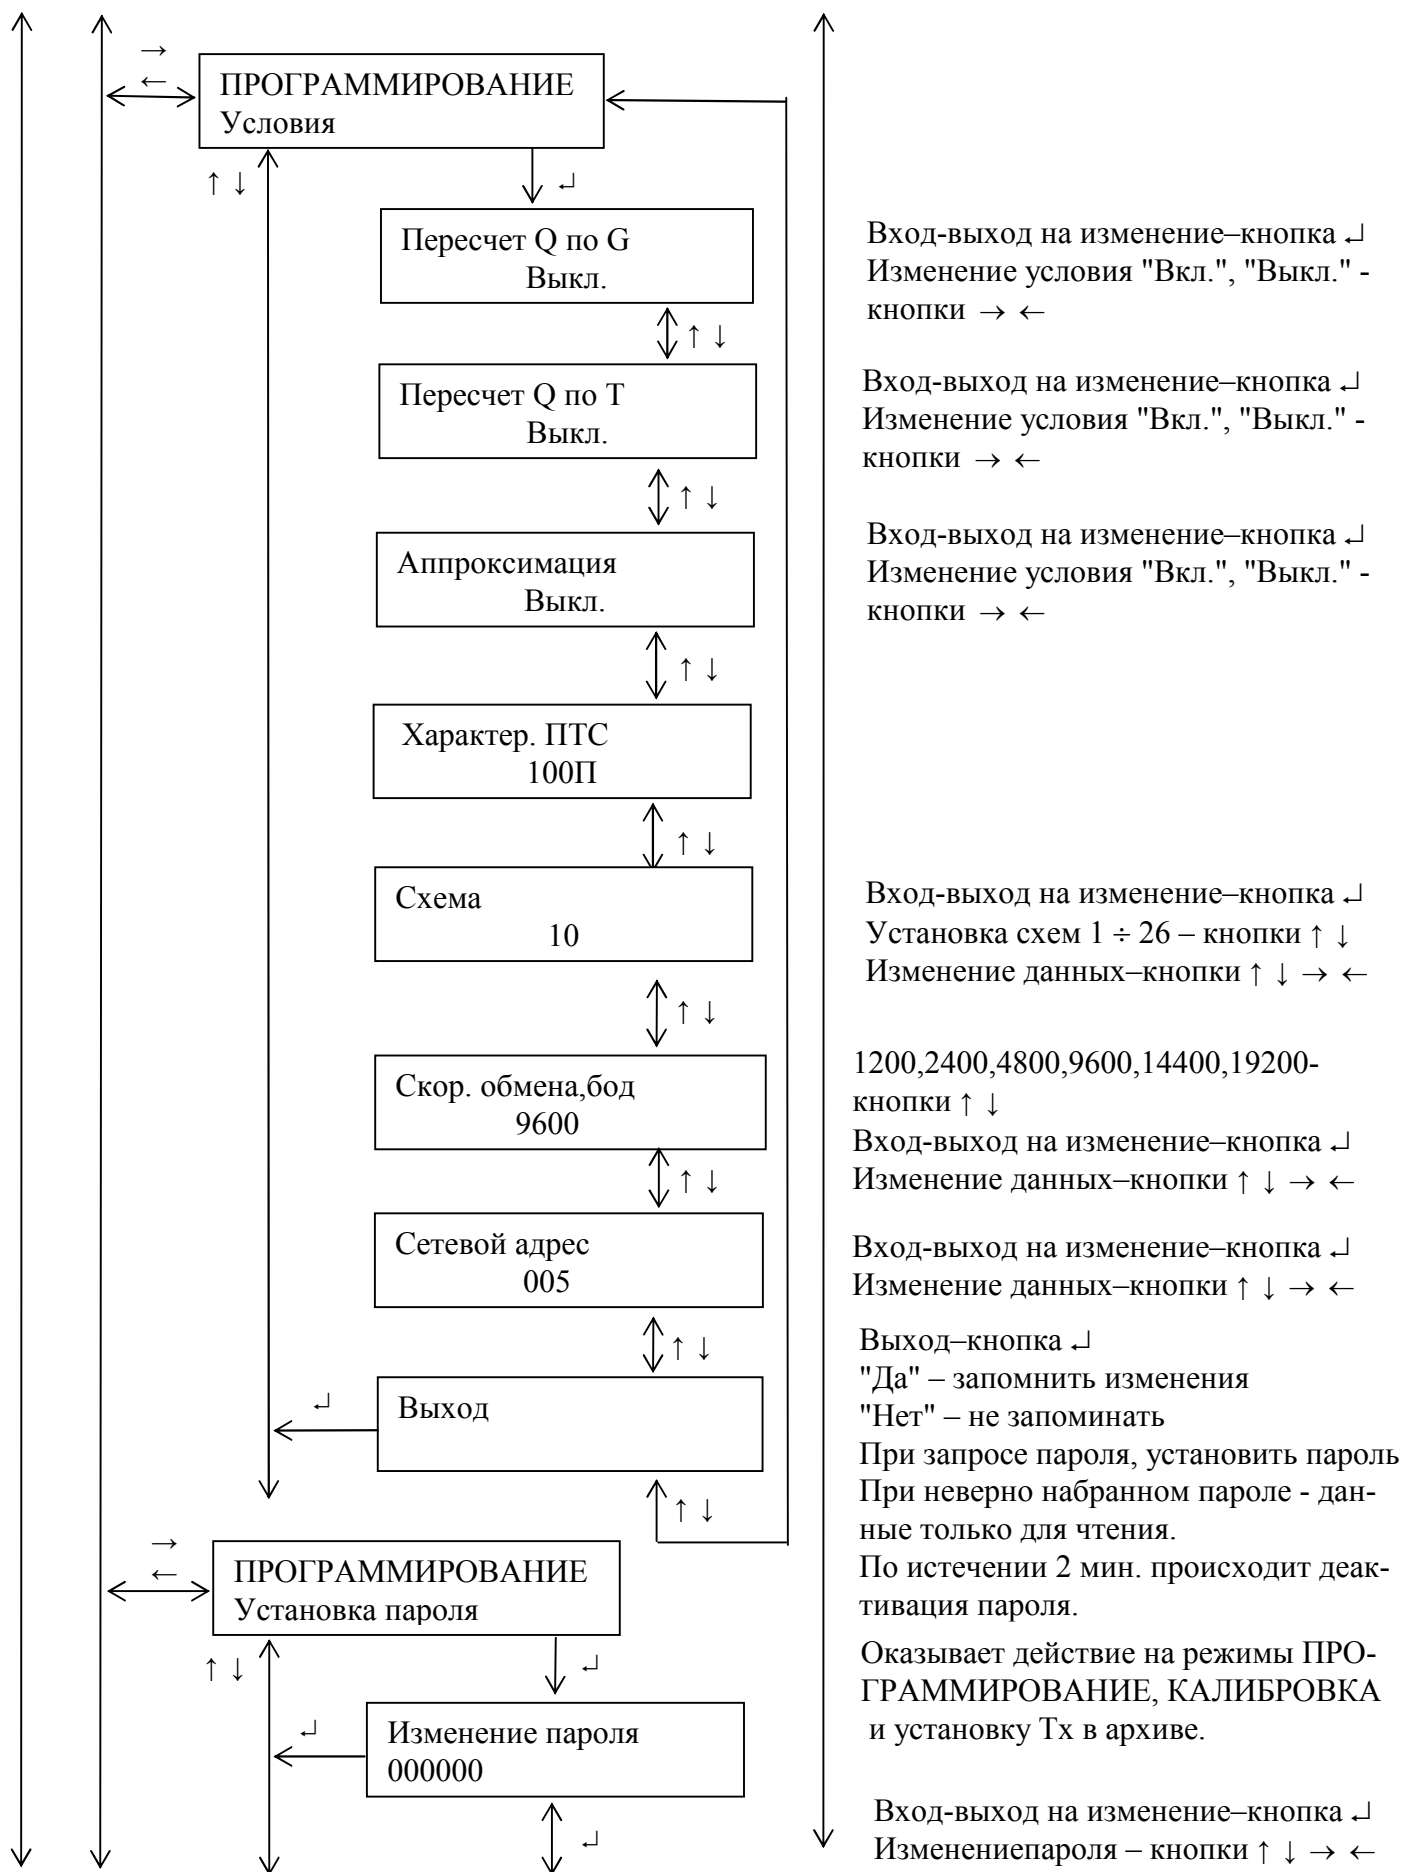 →
←
ПРОГРАММИРОВАНИЕ
Условия
↑ ↓
↵
Пересчет Q по G
Выкл.
Вход-выход на изменение–кнопка ↵
Изменение условия "Вкл.", "Выкл." -
кнопки → ←
↑ ↓
Пересчет Q по T
Выкл.
Вход-выход на изменение–кнопка ↵
Изменение условия "Вкл.", "Выкл." -
кнопки → ←
↑ ↓
Аппроксимация
Выкл.
Вход-выход на изменение–кнопка ↵
Изменение условия "Вкл.", "Выкл." -
кнопки → ←
↑ ↓
Характер. ПТС
100П
↑ ↓
Схема
10
Вход-выход на изменение–кнопка ↵
Установка схем 1 ÷ 26 – кнопки ↑ ↓
Изменение данных–кнопки ↑ ↓ → ←
↑ ↓
Скор. обмена,бод
9600
1200,2400,4800,9600,14400,19200-
кнопки ↑ ↓
Вход-выход на изменение–кнопка ↵
Изменение данных–кнопки ↑ ↓ → ←
↑ ↓
Сетевой адрес
005
Вход-выход на изменение–кнопка ↵
Изменение данных–кнопки ↑ ↓ → ←
↑ ↓
↵
Выход
Выход–кнопка ↵
"Да" – запомнить изменения
"Нет" – не запоминать
При запросе пароля, установить пароль
При неверно набранном пароле - дан-
ные только для чтения.
По истечении 2 мин. происходит деак-
тивация пароля.
↑ ↓
→
←
ПРОГРАММИРОВАНИЕ
Установка пароля
↑ ↓
↵
Оказывает действие на режимы ПРО-
ГРАММИРОВАНИЕ, КАЛИБРОВКА
и установку Тх в архиве.
↵
Изменение пароля
000000
↵
Вход-выход на изменение–кнопка ↵
Изменениепароля – кнопки ↑ ↓ → ←